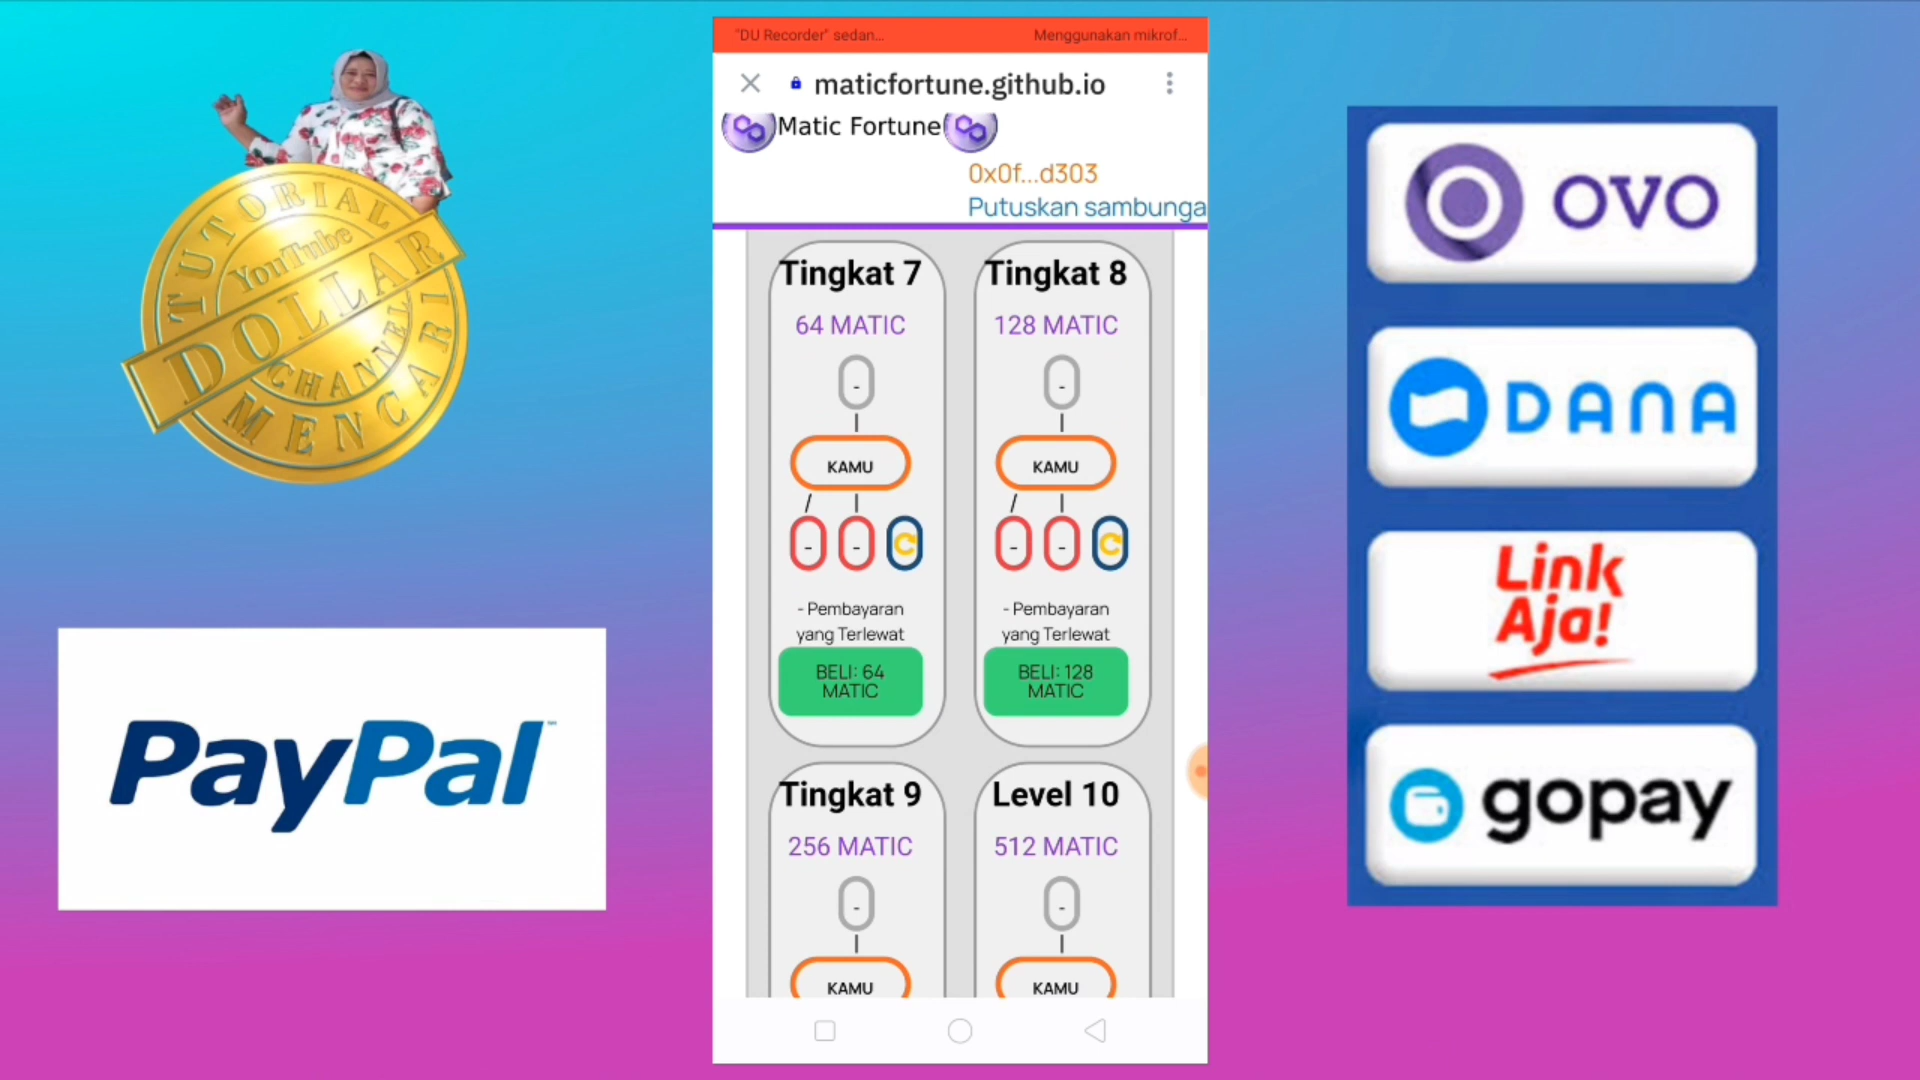 "DU Recorder" sedan...
Menggunakan mikrof...
maticfortune.github.io
Matic Fortune
0x0f...d303
Putuskan sambunga
Tingkat 7
64 MATIC
-
KAMU
/ |
- -
- Pembayaran
yang Terlewat
BELI: 64
MATIC
Tingkat 8
128 MATIC
-
KAMU
/ |
- -
- Pembayaran
yang Terlewat
BELI: 128
MATIC
Tingkat 9
256 MATIC
-
KAMU
Level 10
512 MATIC
-
KAMU
TUTORIAL
YouTube
DOLLAR
CHANNEL
MENCARI
PayPal™
OVO
DANA
Link
Aja!
gopay